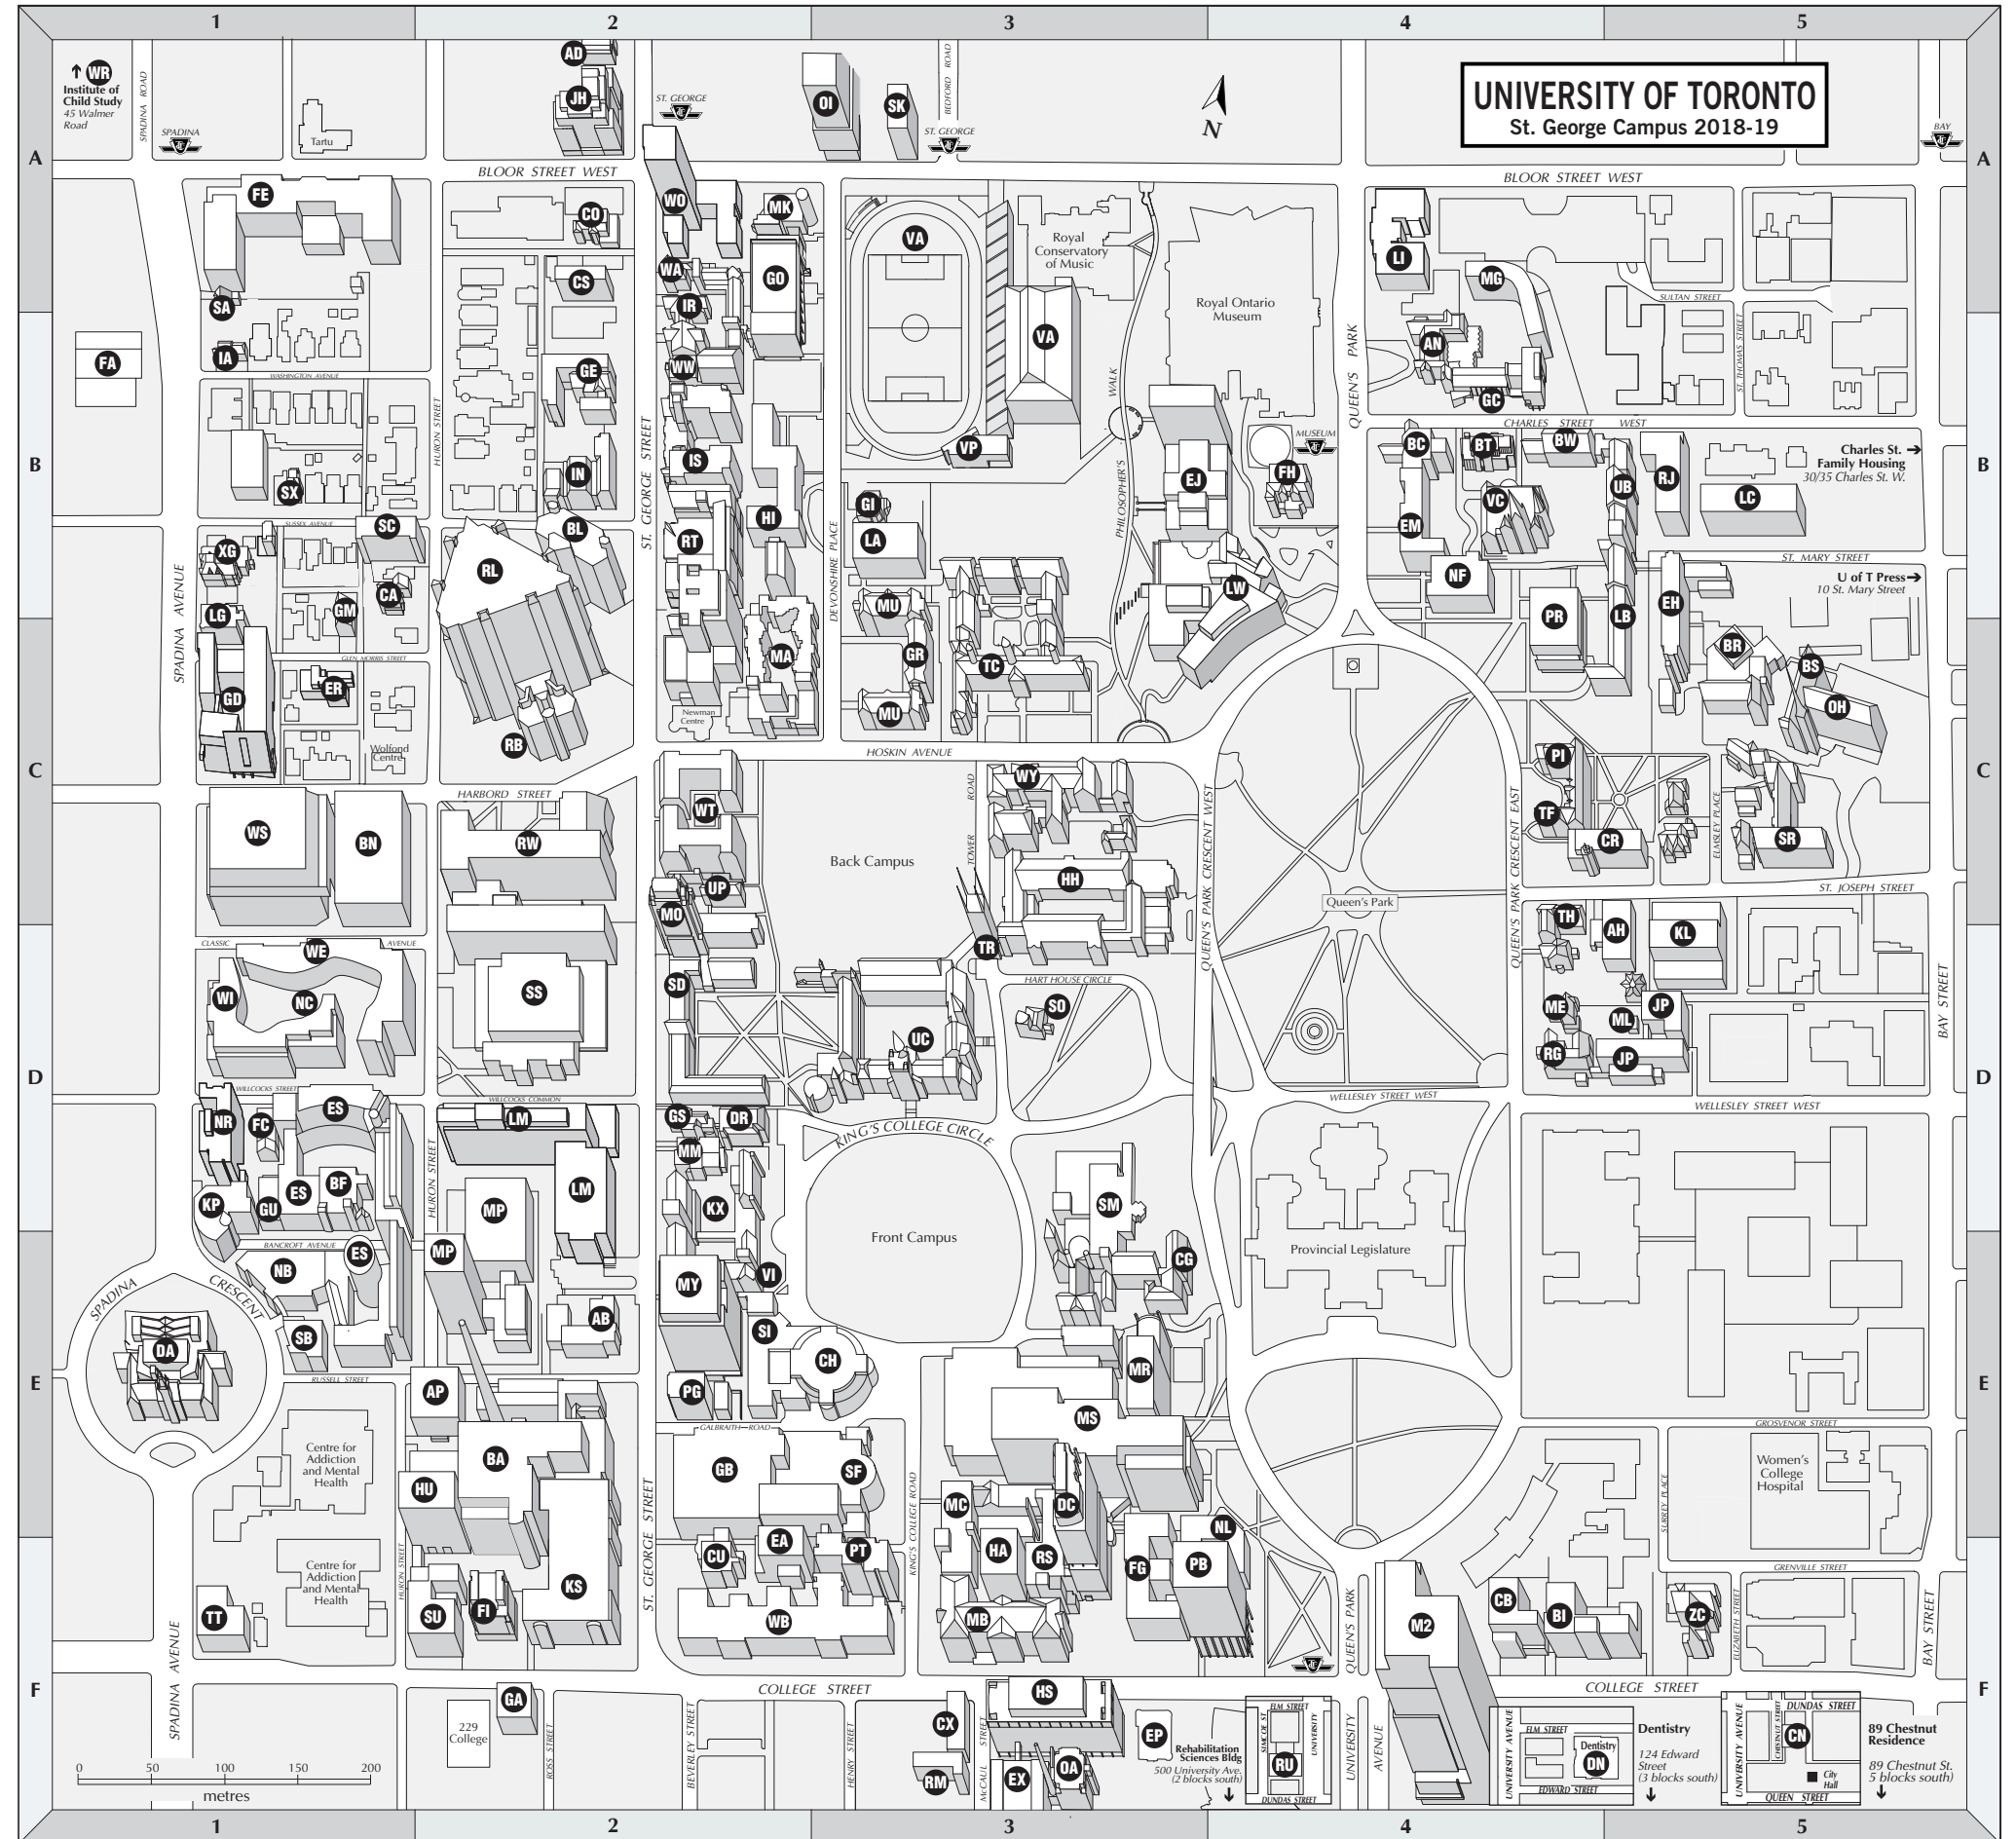 1 2 3 4 5
A
B
C
D
E
F
A
B
C
D
E
F
1 2 3 4 5
UNIVERSITY OF TORONTO
St. George Campus 2018-19
N
↑ WR
Institute of
Child Study
45 Walmer
Road
SPADINA ROAD
SPADINA
Tartu
AD
JH
ST. GEORGE
OI
SK
BEDFORD ROAD
ST. GEORGE
BAY
BLOOR STREET WEST
BLOOR STREET WEST
FE
SA
IA
FA
WASHINGTON AVENUE
CO
CS
GE
IN
HURON STREET
WO
MK
WA
GO
IR
WW
IS
HI
RT
MA
Newman
Centre
ST. GEORGE STREET
VA
VA
VP
Royal
Conservatory
of Music
Royal Ontario
Museum
PHILOSOPHER'S WALK
QUEEN'S PARK
LI
MG
AN
GC
SULTAN STREET
ST. THOMAS STREET
CHARLES STREET WEST
MUSEUM
FH
EJ
LW
GI
LA
MU
GR
TC
MU
DEVONSHIRE PLACE
BC
BT
BW
VC
UB
RJ
LC
Charles St. →
Family Housing
30/35 Charles St. W.
EM
NF
ST. MARY STREET
U of T Press →
10 St. Mary Street
PR
LB
EH
BR
BS
OH
SX
SUSSEX AVENUE
SC
XG
CA
LG
GM
GLEN MORRIS STREET
GD
ER
Wolfond
Centre
SPADINA AVENUE
RL
BL
RB
HOSKIN AVENUE
HARBORD STREET
WS
BN
RW
WT
UP
MO
Back Campus
TOWER ROAD
WY
HH
TR
HART HOUSE CIRCLE
QUEEN'S PARK CRESCENT WEST
Queen's Park
QUEEN'S PARK CRESCENT EAST
PI
TF
CR
ELMSLEY PLACE
SR
ST. JOSEPH STREET
TH
AH
KL
ME
ML
JP
RG
JP
BAY STREET
CLASSIC AVENUE
WE
WI
NC
SS
SD
UC
SO
WILLCOCKS STREET
WILLCOCKS COMMON
WELLESLEY STREET WEST
WELLESLEY STREET WEST
NR
FC
ES
ES
BF
KP
GU
BANCROFT AVENUE
ES
NB
SB
HURON STREET
LM
LM
MP
MP
AB
GS
DR
MM
KX
MY
VI
SI
CH
PG
KING'S COLLEGE CIRCLE
Front Campus
SM
CG
MR
MS
Provincial Legislature
SPADINA CRESCENT
DA
RUSSELL STREET
AP
BA
HU
KS
FI
SU
HURON STREET
Centre for
Addiction
and Mental
Health
Centre for
Addiction
and Mental
Health
TT
SPADINA AVENUE
GALBRAITH ROAD
GB
SF
CU
EA
PT
WB
ST. GEORGE STREET
KING'S COLLEGE ROAD
MC
DC
HA
RS
MB
FG
NL
PB
QUEEN'S PARK
M2
GROSVENOR STREET
Women's
College
Hospital
SURREY PLACE
GRENVILLE STREET
CB
BI
ZC
ELIZABETH STREET
BAY STREET
COLLEGE STREET
COLLEGE STREET
229
College
GA
ROSS STREET
BEVERLEY STREET
HENRY STREET
CX
RM
McCAUL STREET
HS
EX
OA
EP
Rehabilitation
Sciences Bldg
500 University Ave.
(2 blocks south)
↓
ELM STREET
SIMCOE ST
UNIVERSITY
RU
DUNDAS STREET
UNIVERSITY AVENUE
UNIVERSITY AVENUE
ELM STREET
Dentistry
DN
EDWARD STREET
Dentistry
124 Edward
Street
(3 blocks south)
↓
UNIVERSITY AVENUE
CHESTNUT STREET
DUNDAS STREET
CN
City
Hall
QUEEN STREET
89 Chestnut
Residence
89 Chestnut St.
5 blocks south)
↓
0 50 100 150 200
metres